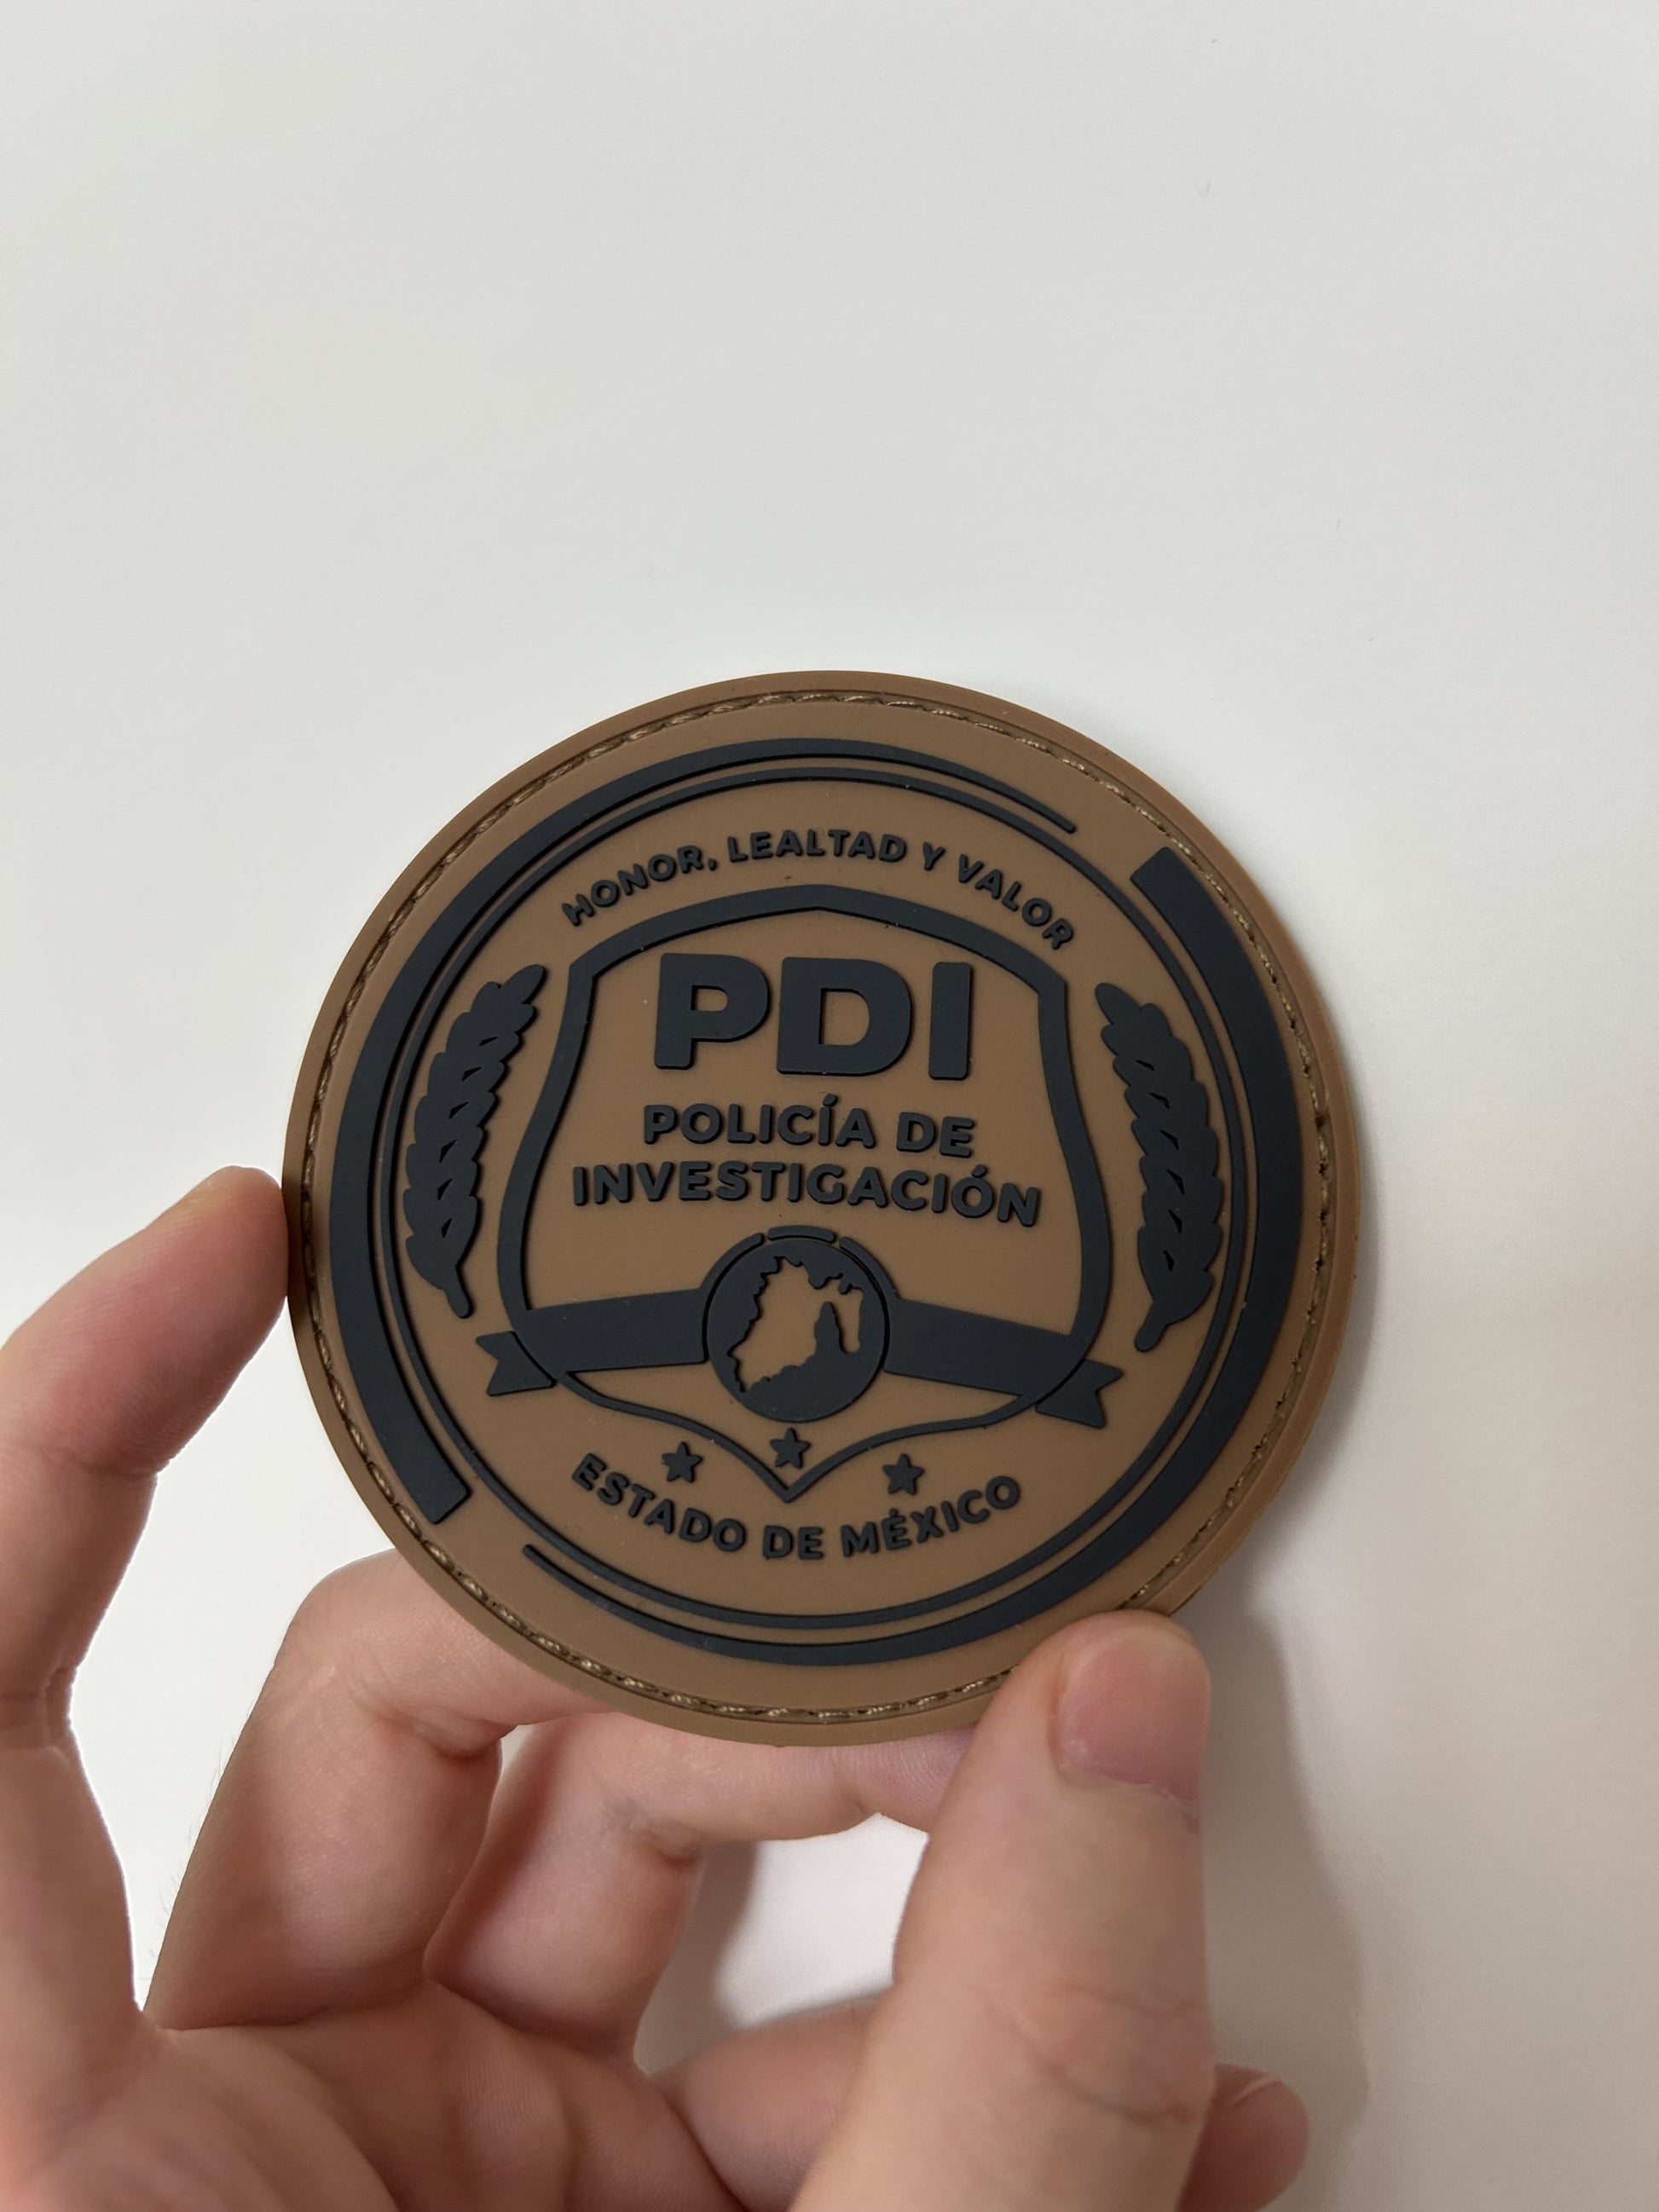 HONOR, LEALTAD Y VALOR
PDI
POLICÍA DE
INVESTIGACIÓN
ESTADO DE MÉXICO